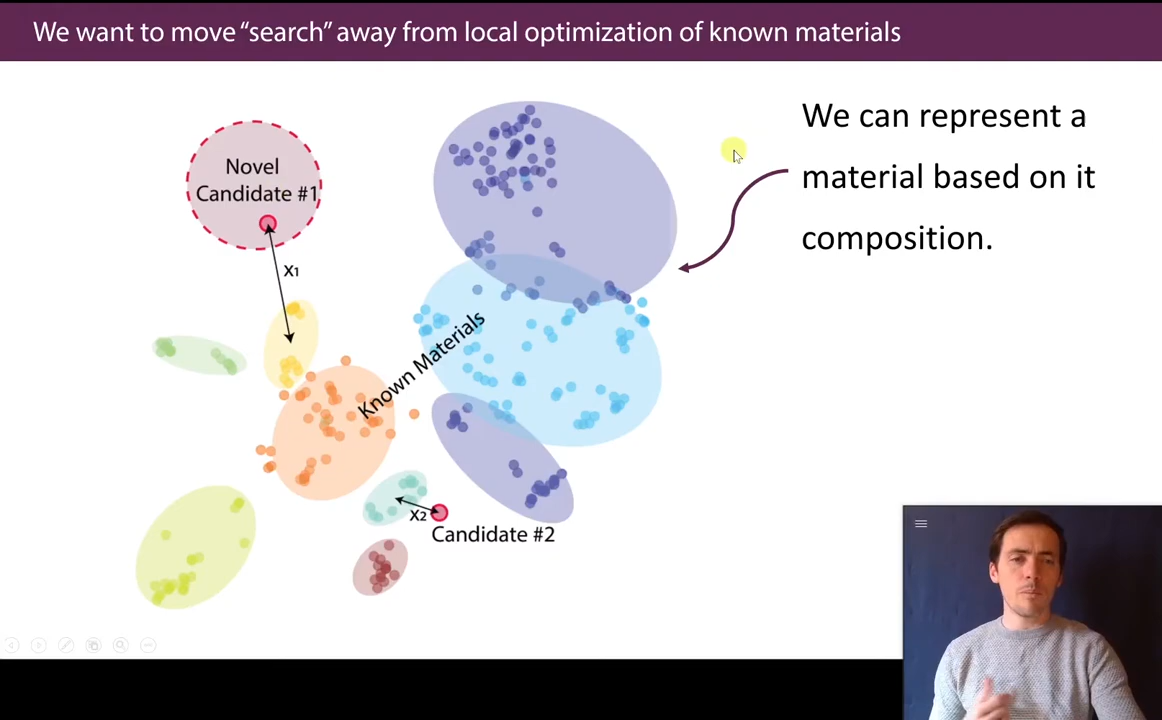 We want to move “search” away from local optimization of known materials
We can represent a
material based on it
composition.
Novel
Candidate #1
X1
Known Materials
X2
Candidate #2